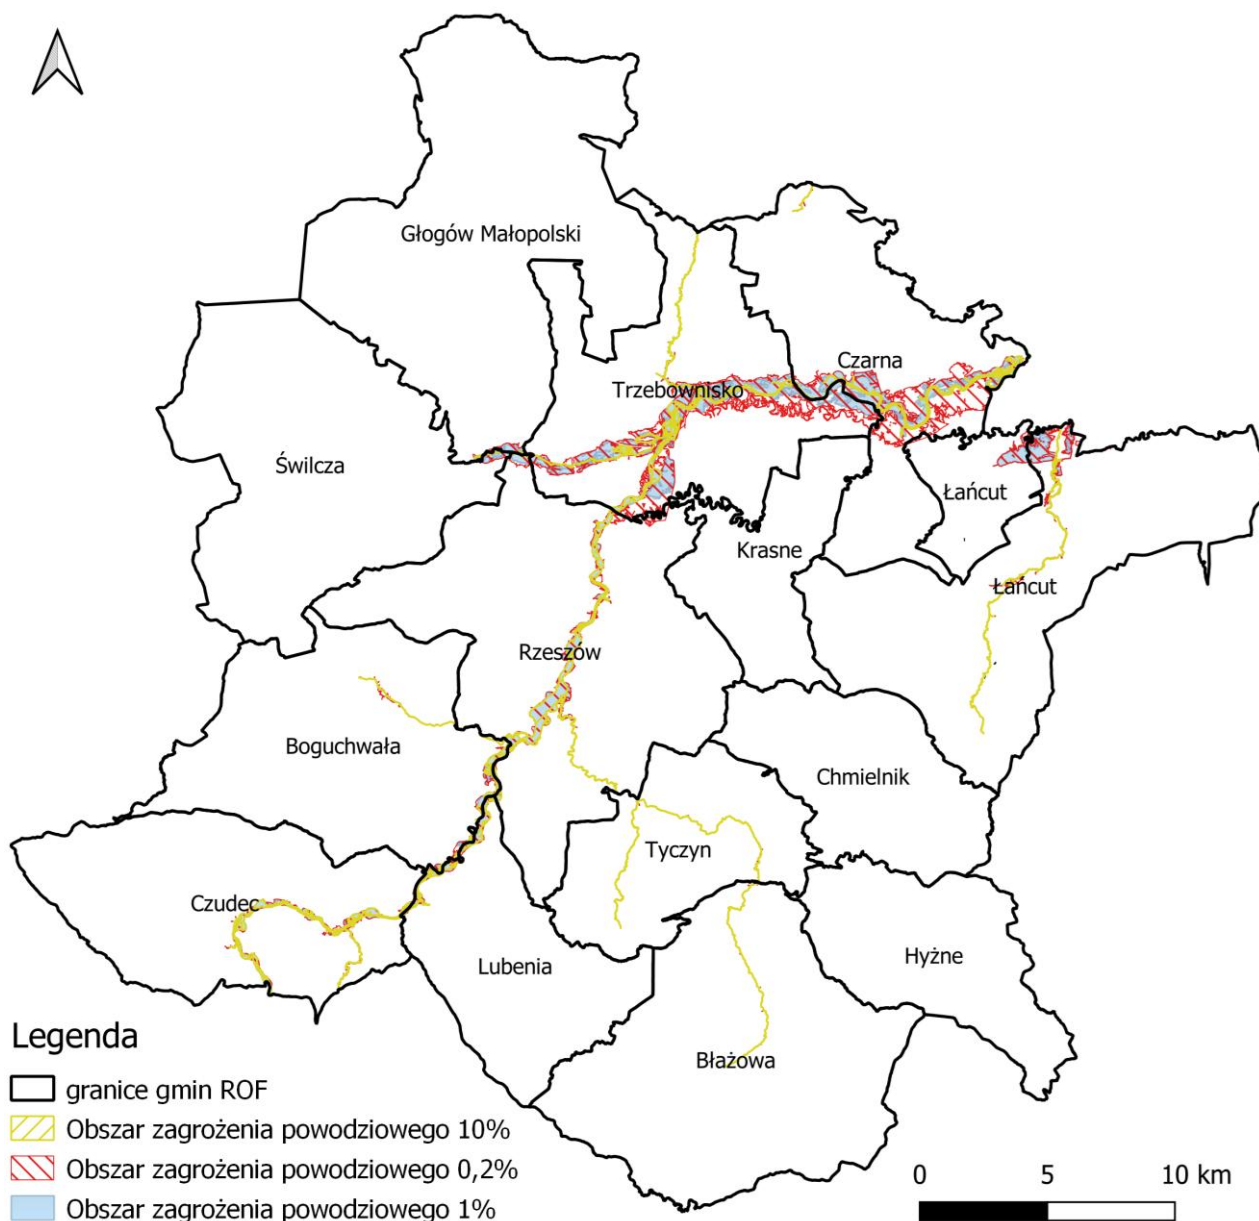 Głogów Małopolski
Czarna
Trzebownisko
Świlcza
Łańcut
Krasne
Łańcut
Rzeszów
Boguchwała
Chmielnik
Tyczyn
Czudec
Lubenia
Hyżne
Błażowa
Legenda
granice gmin ROF
Obszar zagrożenia powodziowego 10%
Obszar zagrożenia powodziowego 0,2%
Obszar zagrożenia powodziowego 1%
0 5 10 km